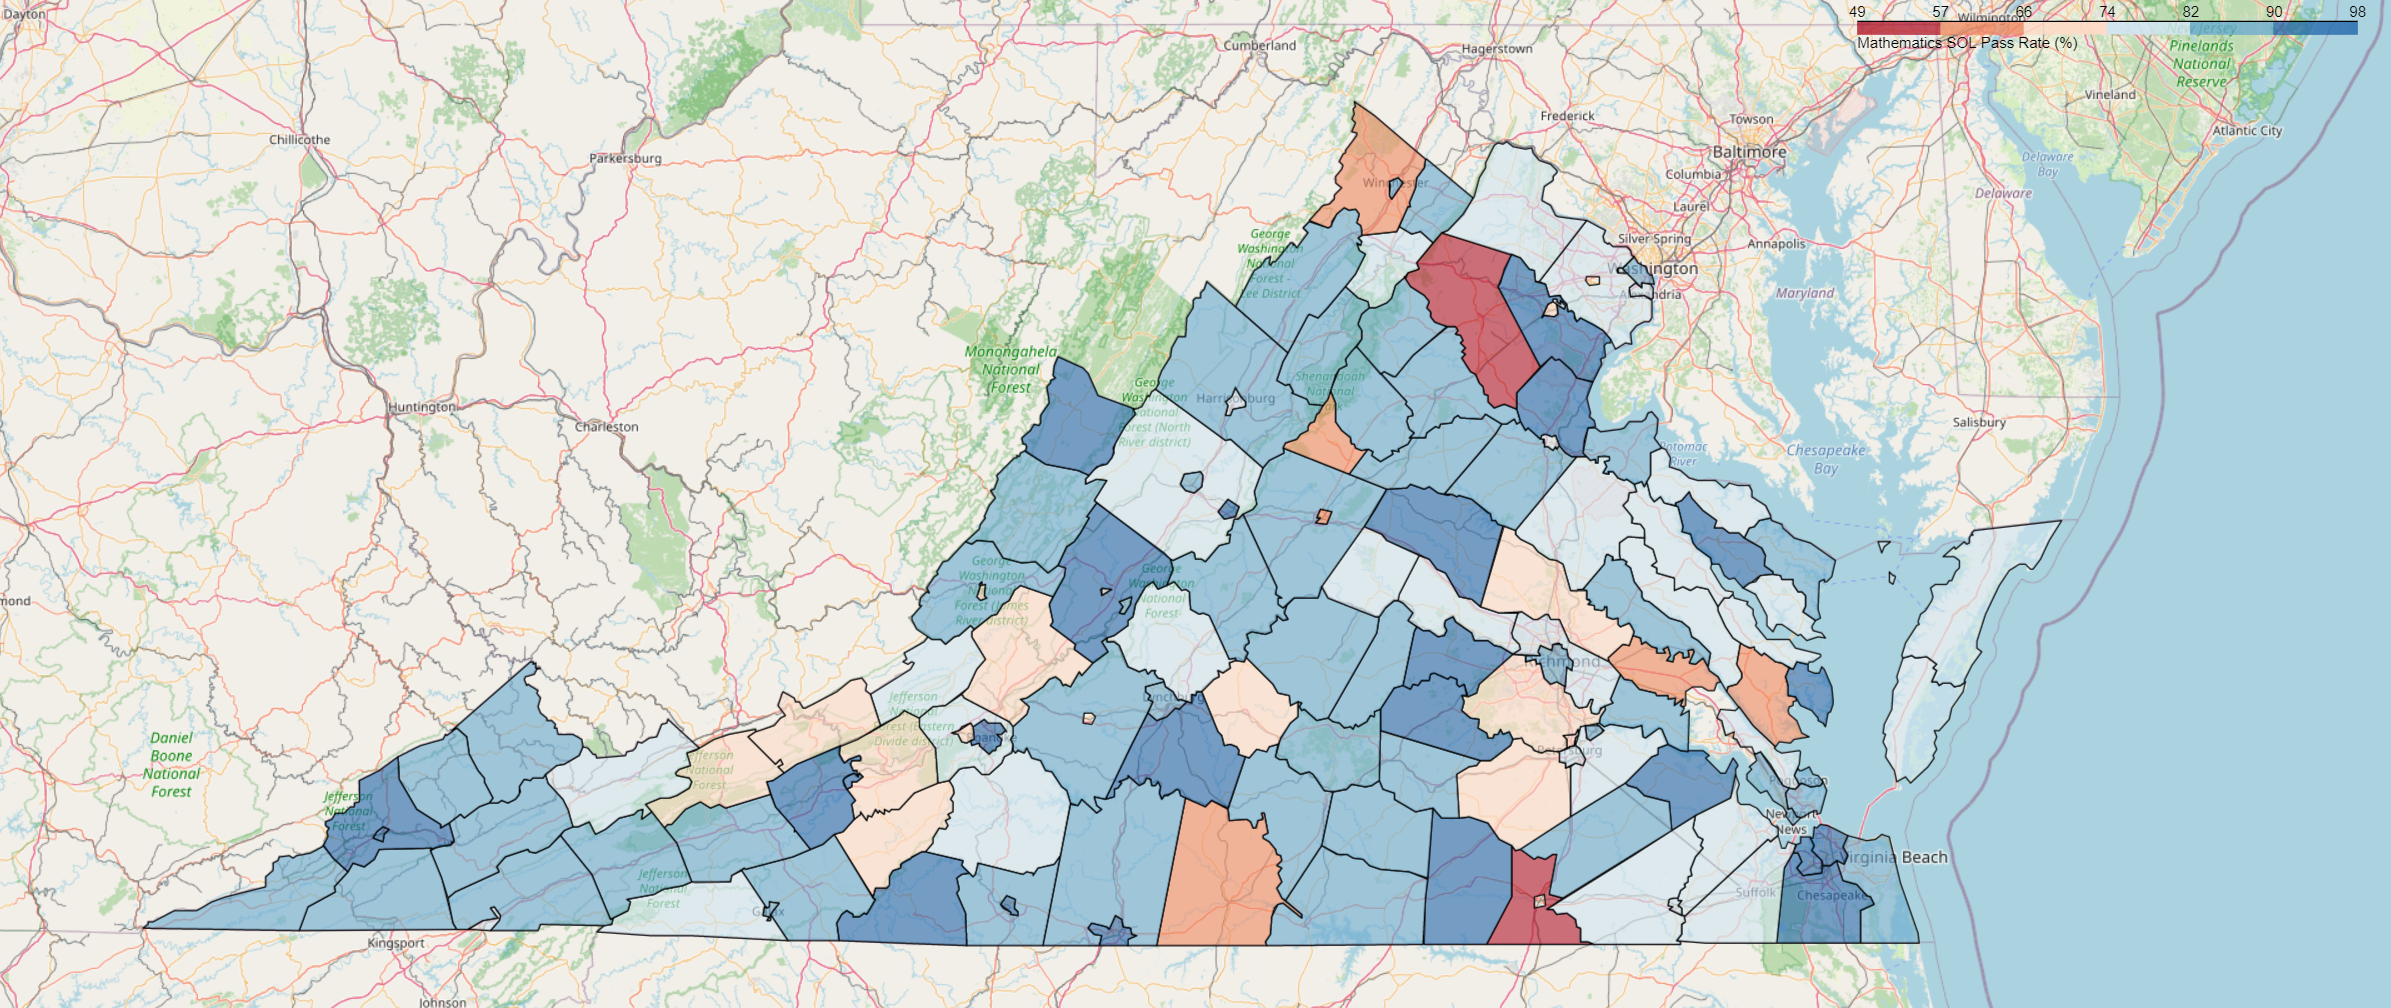 Dayton
49 57 66 74 82 90 98
Wilmington
New Jersey
Mathematics SOL Pass Rate (%)
Pinelands
National
Reserve
Cumberland
Hagerstown
Vineland
Frederick
Towson
Atlantic City
Chillicothe
Parkersburg
Baltimore
Columbia
Delaware
Bay
Winchester
Delaware
Laurel
Silver Spring
Annapolis
George
Washington
National
Forest -
Lee District
Washington
Alexandria
Maryland
Monongahela
National
Forest
Shenandoah
National
Park
George
Washington
National
Forest (North
River district)
Harrisonburg
Huntington
Charleston
Salisbury
Potomac
River
Chesapeake
Bay
George
Washington
National
Forest (James
River district)
George
Washington
National
Forest-
mond
Richmond
Jefferson
National
Forest (Eastern
Divide district)
Lynchburg
Daniel
Boone
National
Forest
Roanoke
Petersburg
Jefferson
National
Forest
Jefferson
National
Forest
Poquoson
Newport
News
Virginia Beach
Jefferson
National
Forest
Suffolk
Chesapeake
Galax
Kingsport
Johnson